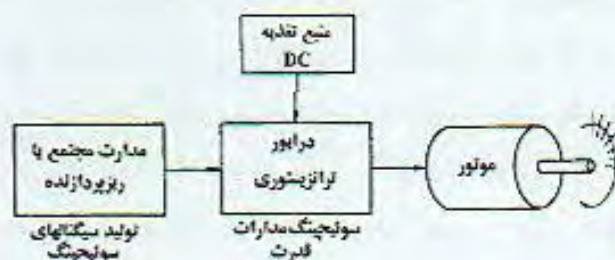 منبع تغذیه
DC
مدارت مجتمع یا
ریزپردازنده
درایور
ترانزیستوری
موتور
تولید سیگنالهای
سوئیچینگ
سوئیچینگ مدارات
قدرت